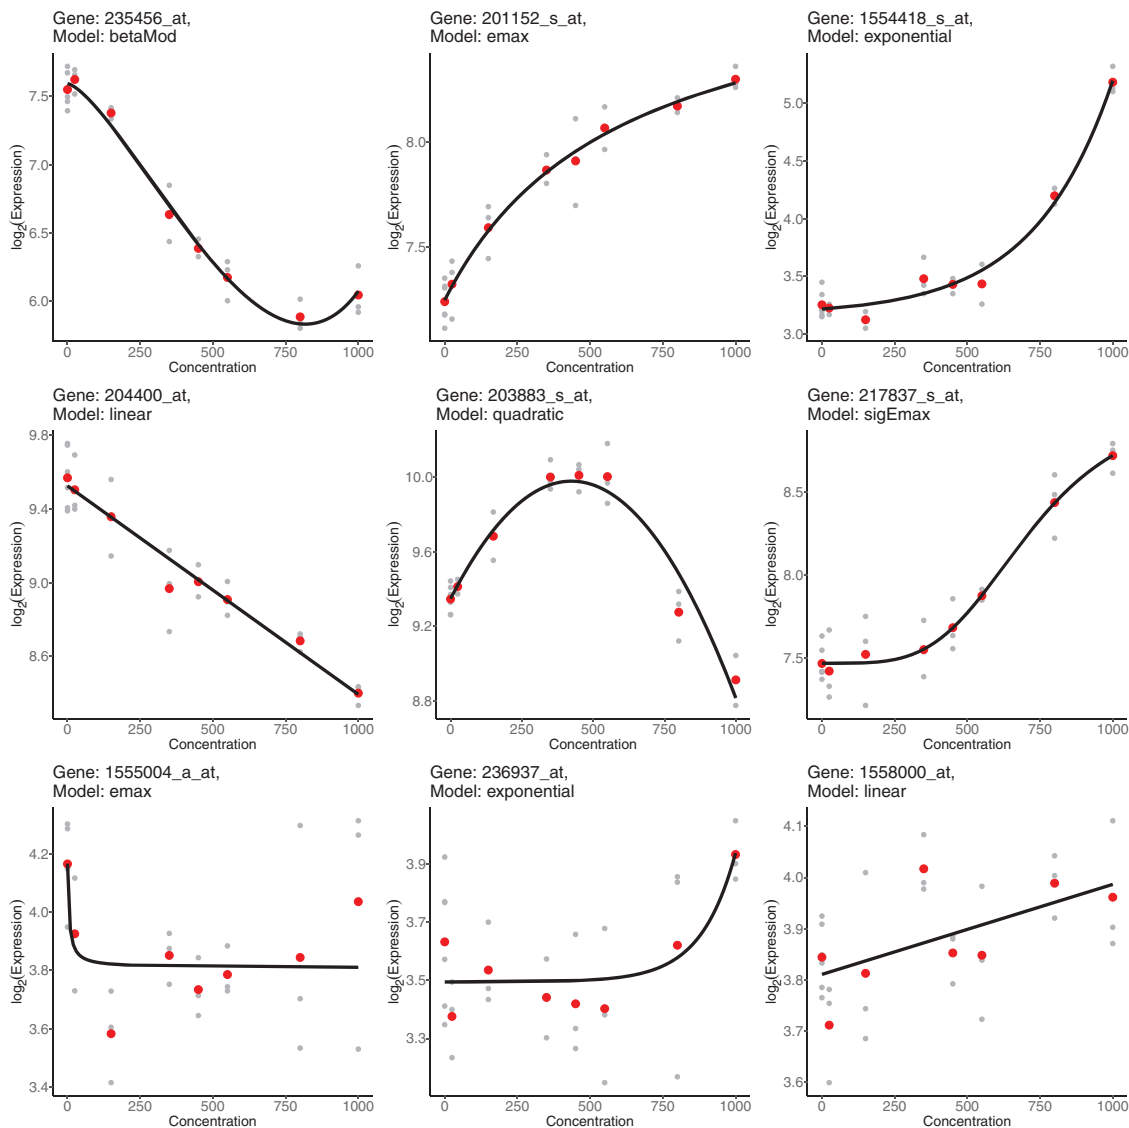 Gene: 235456_at,
Model: betaMod
log2(Expression)
7.5
7.0
6.5
6.0
0 250 500 750 1000
Concentration
Gene: 201152_s_at,
Model: emax
log2(Expression)
8.0
7.5
0 250 500 750 1000
Concentration
Gene: 1554418_s_at,
Model: exponential
log2(Expression)
5.0
4.5
4.0
3.5
3.0
0 250 500 750 1000
Concentration
Gene: 204400_at,
Model: linear
log2(Expression)
9.8
9.4
9.0
8.6
0 250 500 750 1000
Concentration
Gene: 203883_s_at,
Model: quadratic
log2(Expression)
10.0
9.6
9.2
8.8
0 250 500 750 1000
Concentration
Gene: 217837_s_at,
Model: sigEmax
log2(Expression)
8.5
8.0
7.5
0 250 500 750 1000
Concentration
Gene: 1555004_a_at,
Model: emax
log2(Expression)
4.2
4.0
3.8
3.6
3.4
0 250 500 750 1000
Concentration
Gene: 236937_at,
Model: exponential
log2(Expression)
3.9
3.7
3.5
3.3
0 250 500 750 1000
Concentration
Gene: 1558000_at,
Model: linear
log2(Expression)
4.1
4.0
3.9
3.8
3.7
3.6
0 250 500 750 1000
Concentration